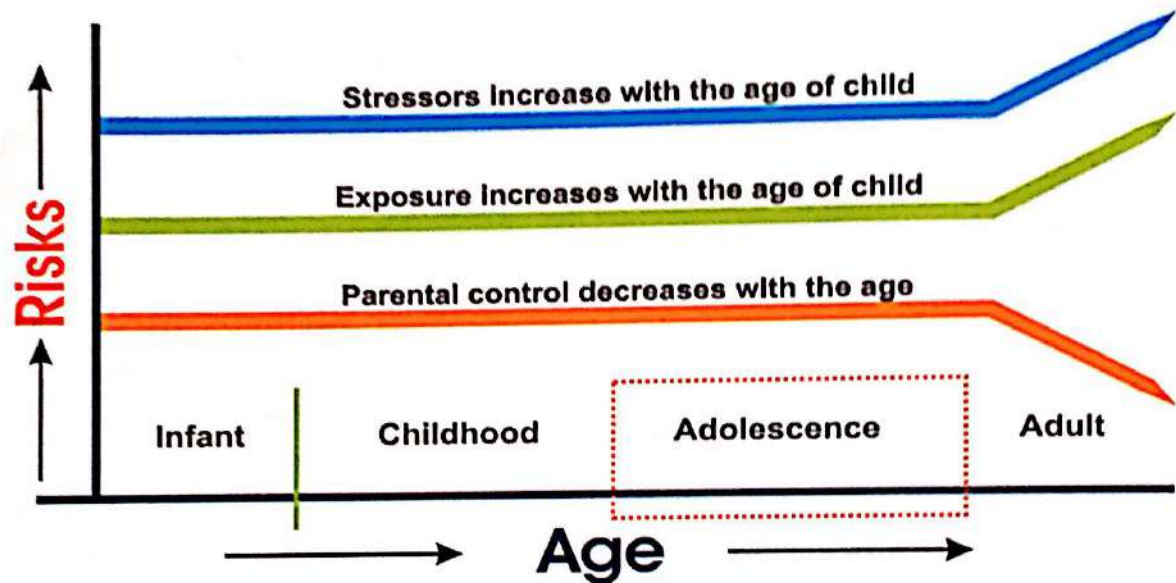 Stressors increase with the age of child
Exposure increases with the age of child
Parental control decreases with the age
Risks
Infant
Childhood
Adolescence
Adult
Age